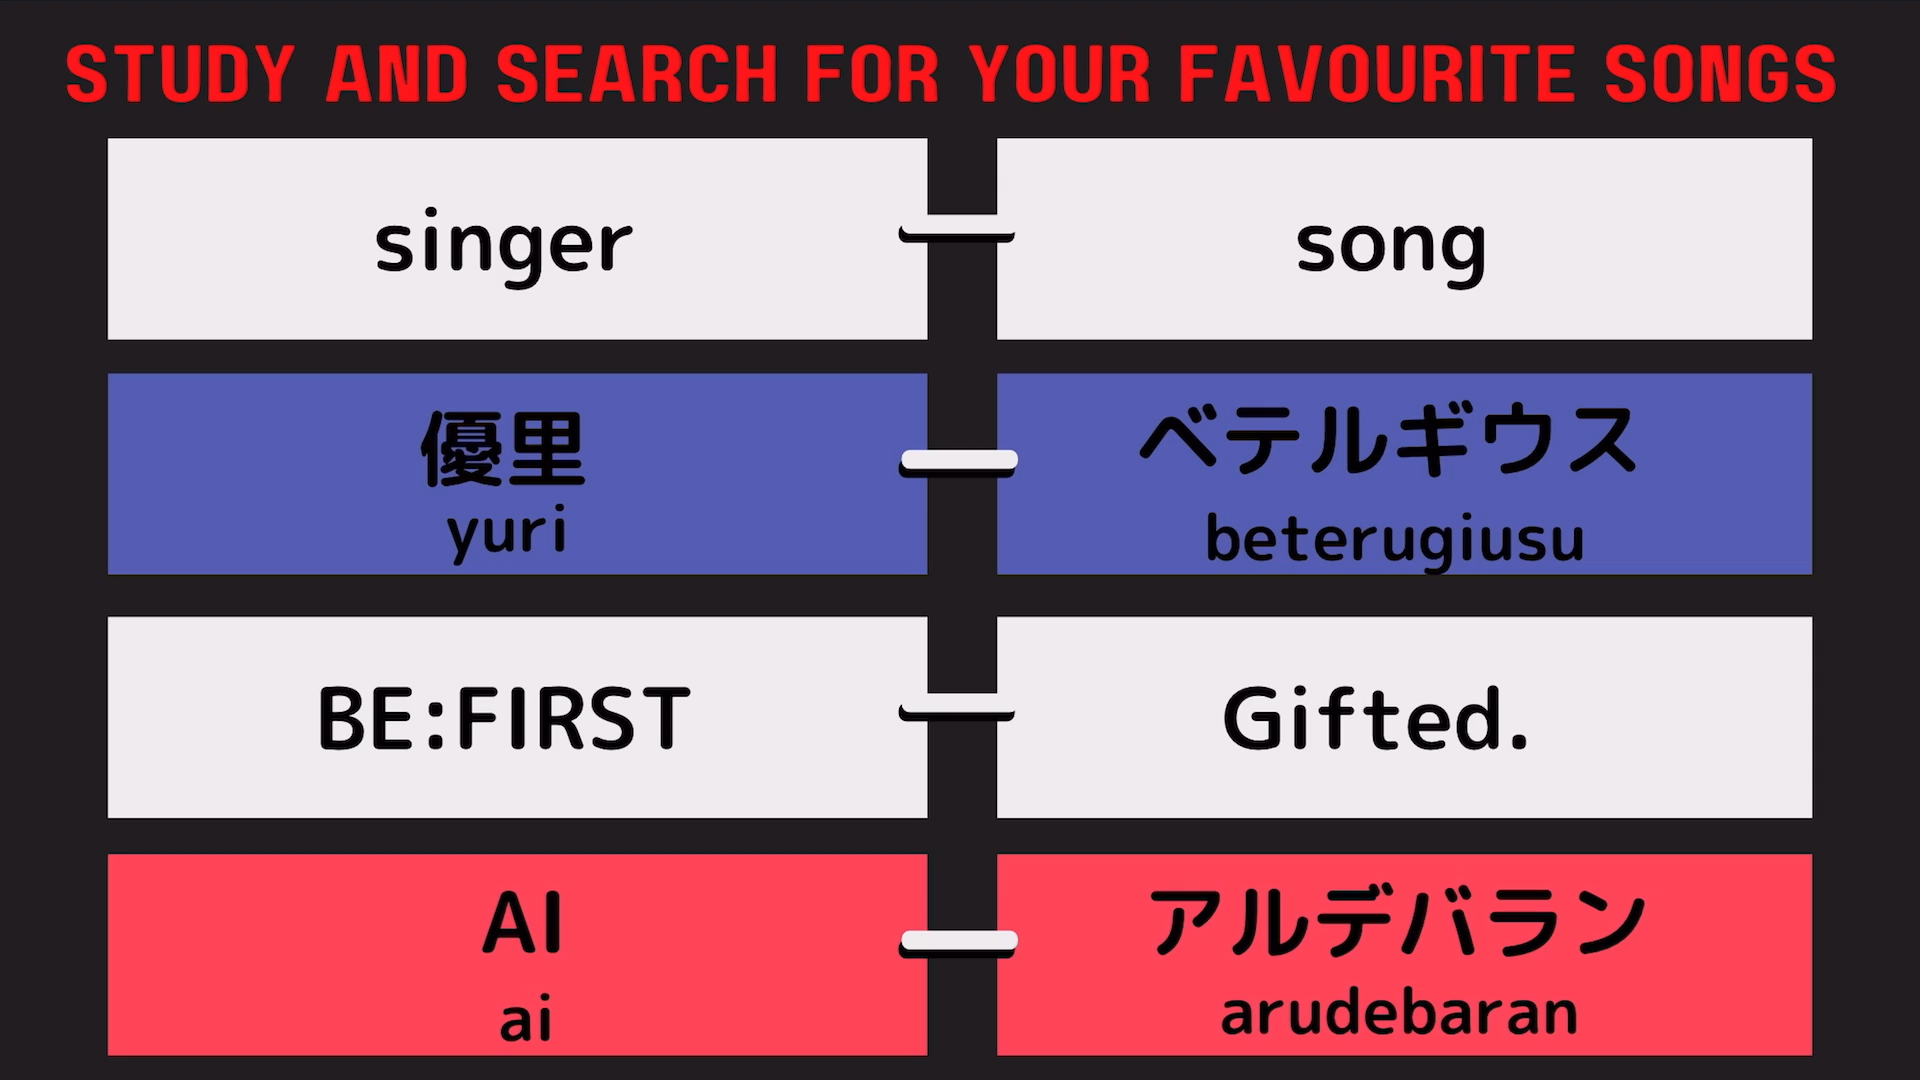 STUDY AND SEARCH FOR YOUR FAVOURITE SONGS
singer
song
優里
yuri
ベテルギウス
beterugiusu
BE:FIRST
Gifted.
AI
ai
アルデバラン
arudebaran